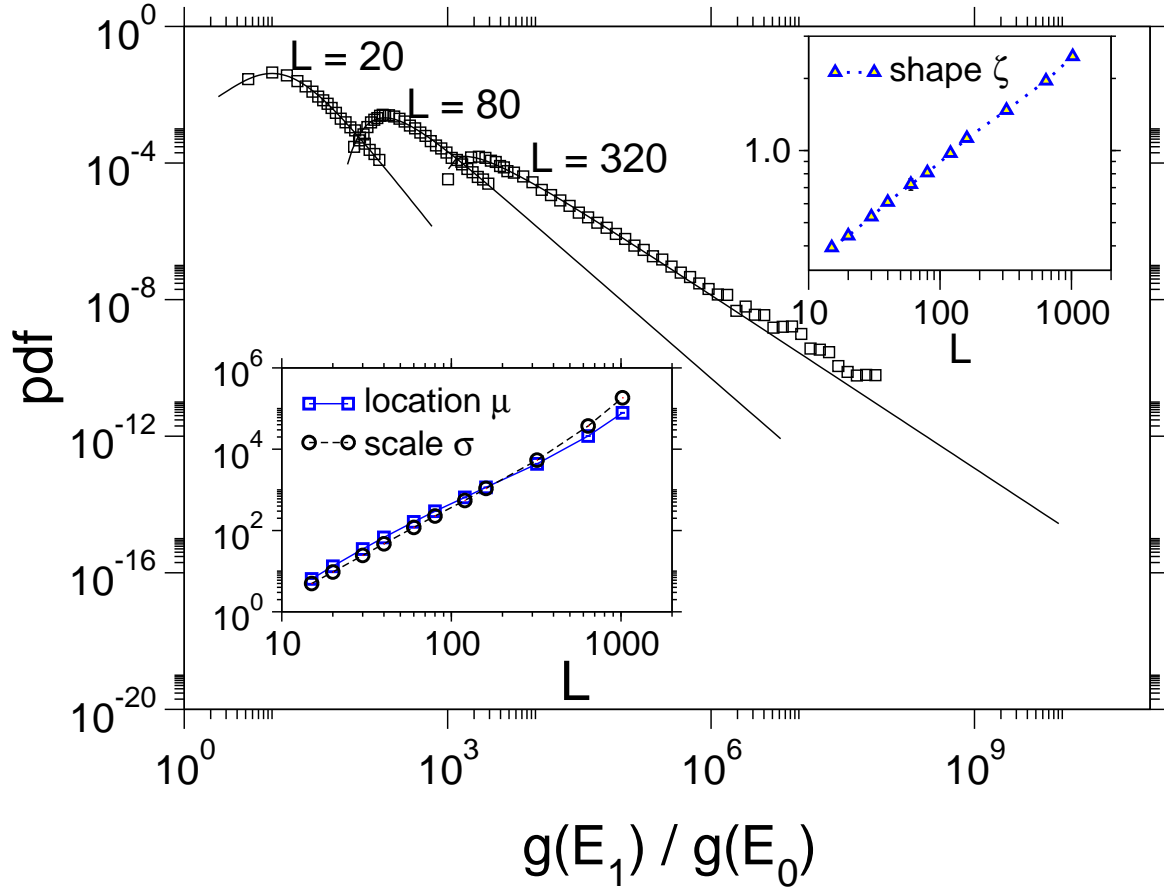 10^0
10^-4
10^-8
10^-12
10^-16
10^-20
pdf
L = 20
L = 80
L = 320
shape ζ
1.0
10 100 1000
L
10^6
10^4
10^2
10^0
location μ
scale σ
10 100 1000
L
10^0 10^3 10^6 10^9
g(E_1) / g(E_0)